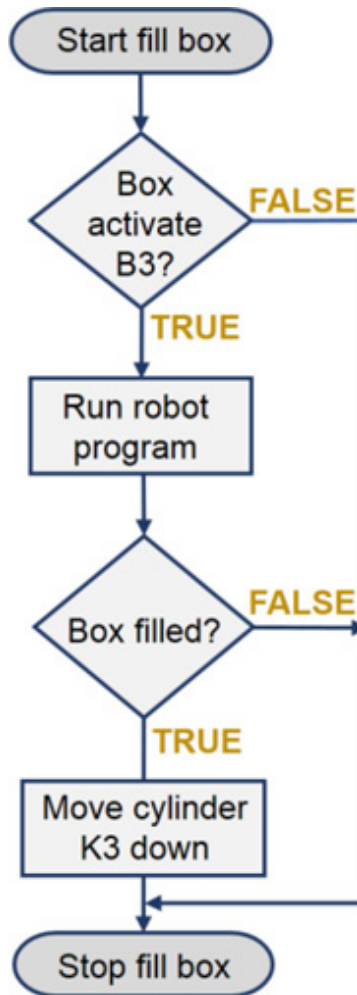 Start fill box
Box
activate
B3?
FALSE
TRUE
Run robot
program
Box filled?
FALSE
TRUE
Move cylinder
K3 down
Stop fill box